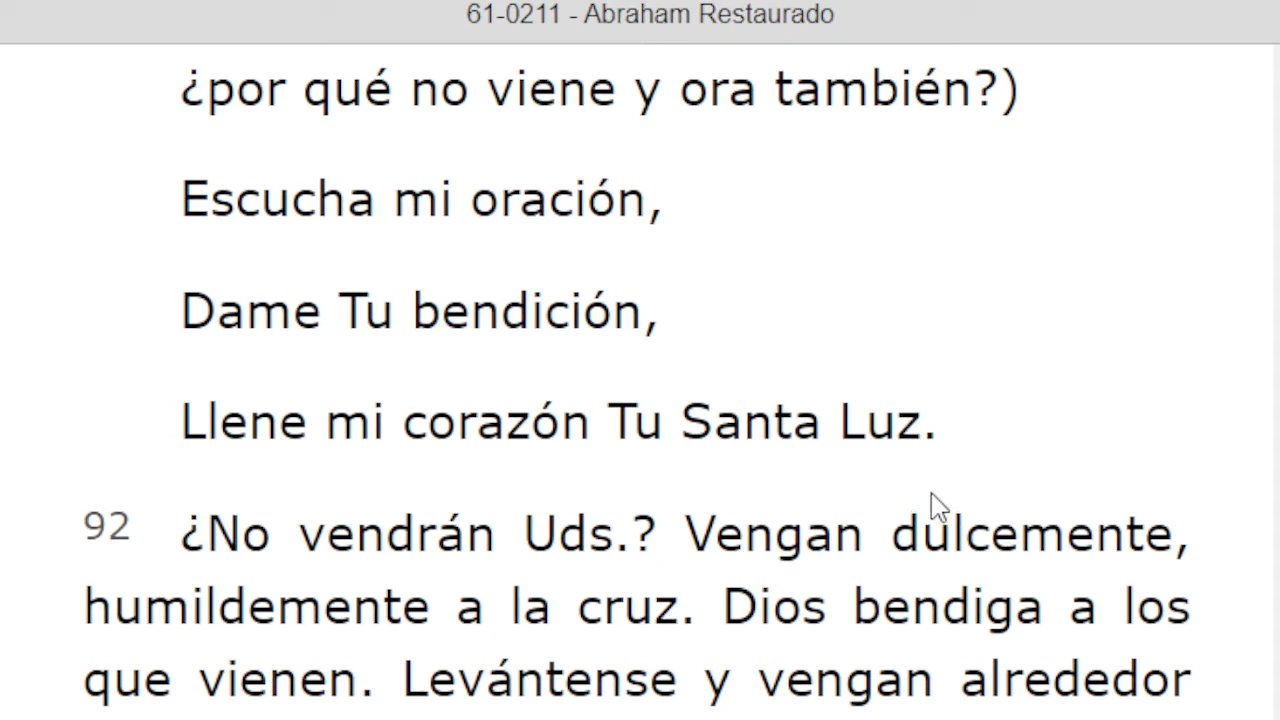 61-0211 - Abraham Restaurado
¿por qué no viene y ora también?)
Escucha mi oración,
Dame Tu bendición,
Llene mi corazón Tu Santa Luz.
92 ¿No vendrán Uds.? Vengan dulcemente,
humildemente a la cruz. Dios bendiga a los
que vienen. Levántense y vengan alrededor